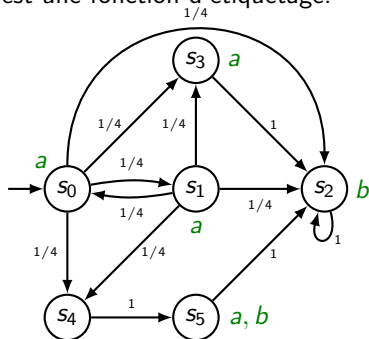 est une fonction d'étiquetage.
1/4
s3 a
1/4 1/4 1
a 1/4
s0 s1 s2 b
1/4 1/4
a
1/4 1/4 1 1
1
s4 s5 a, b